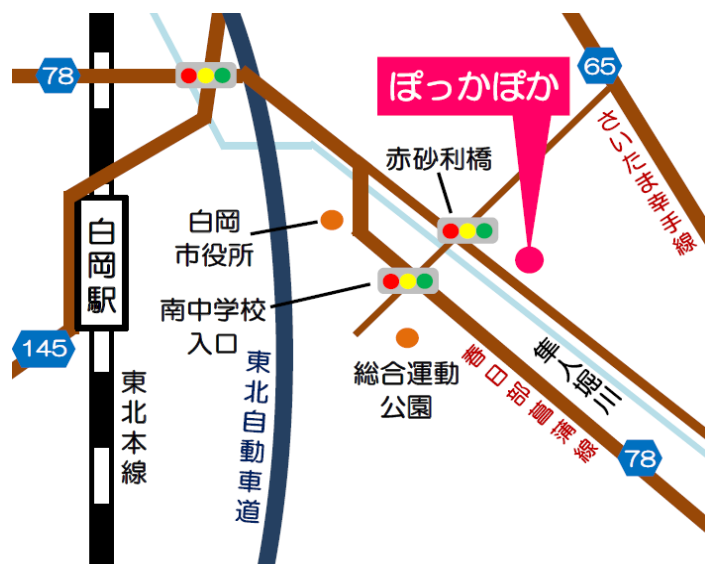 78
65
ぽっかぽか
さいたま幸手線
赤砂利橋
白岡
市役所
白岡駅
南中学校
入口
145
東北本線
東北自動車道
総合運動
公園
隼人堀川
春日部菖蒲線
78